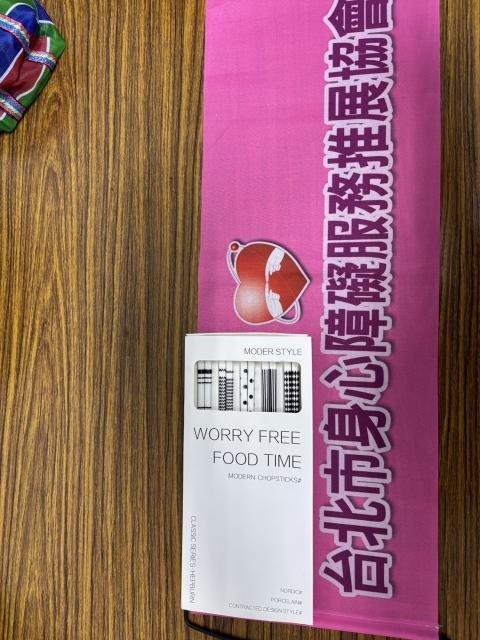 台北市身心障礙服務推展協會
MODER STYLE
WORRY FREE
FOOD TIME
MODERN·CHOPSTICKS#
CLASSIC SERIES·HEPBURN
NORDIC#
PORCELAIN#
CONTRACTED DESIGN STYLE#